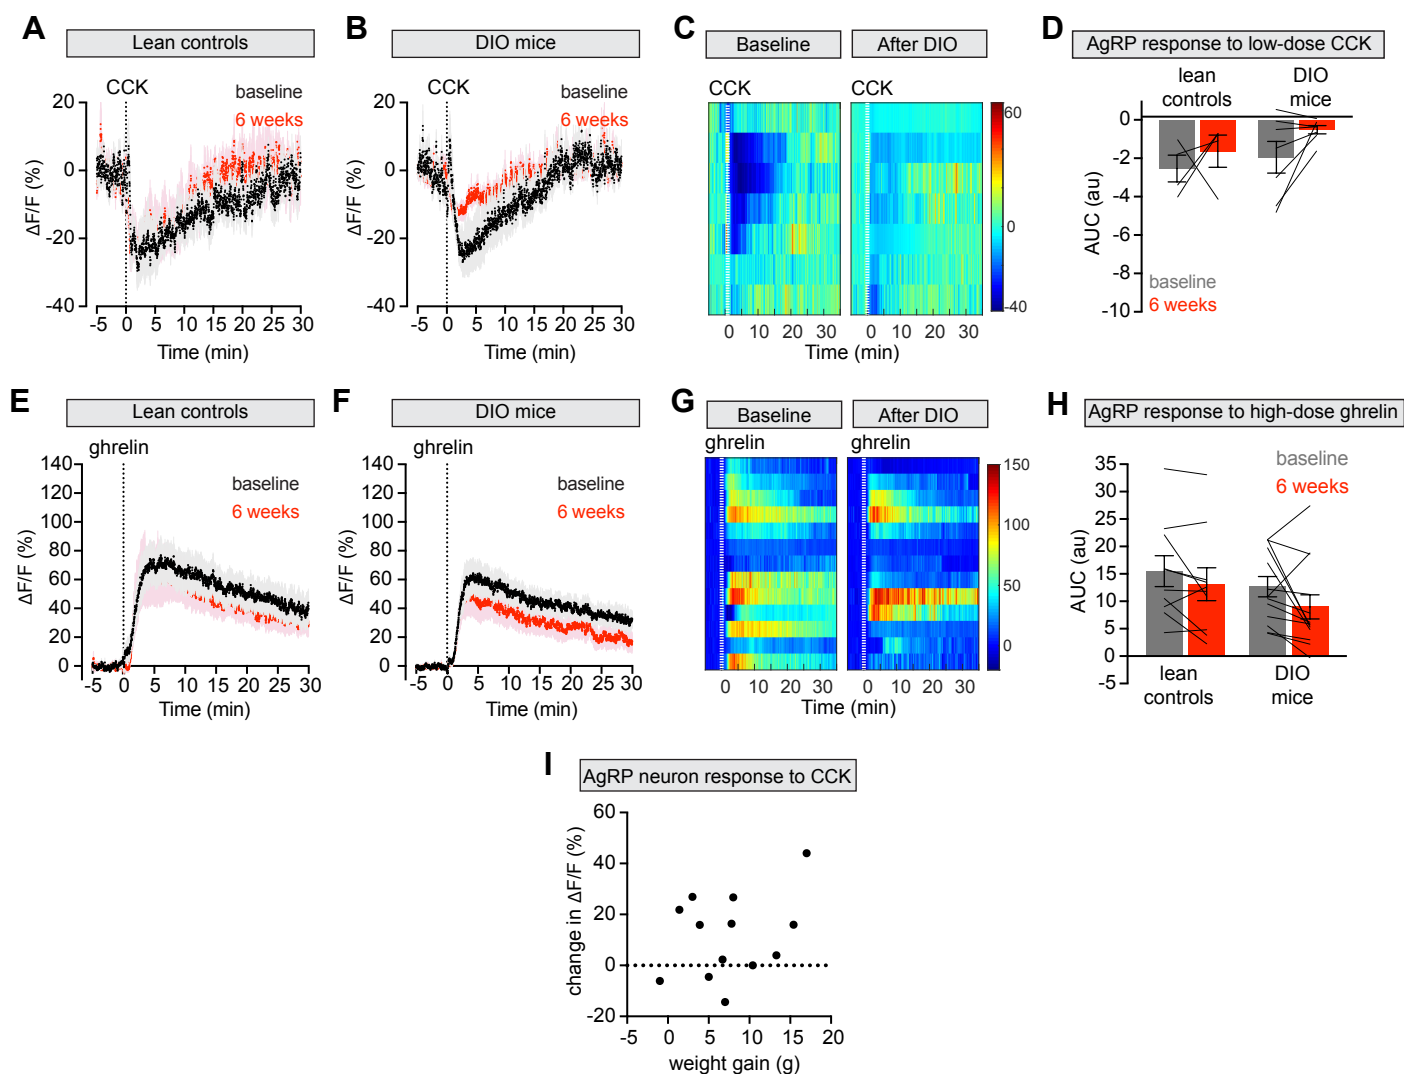 A
Lean controls
CCK
baseline
6 weeks
20
0
-20
-40
ΔF/F (%)
-5 0 5 10 15 20 25 30
Time (min)
B
DIO mice
CCK
baseline
6 weeks
20
0
-20
-40
ΔF/F (%)
-5 0 5 10 15 20 25 30
Time (min)
C
Baseline
After DIO
CCK
CCK
60
0
-40
0 10 20 30
0 10 20 30
Time (min)
D
AgRP response to low-dose CCK
lean
controls
DIO
mice
0
-2
-4
-6
-8
-10
AUC (au)
baseline
6 weeks
E
Lean controls
ghrelin
baseline
6 weeks
140
120
100
80
60
40
20
0
ΔF/F (%)
-5 0 5 10 15 20 25 30
Time (min)
F
DIO mice
ghrelin
baseline
6 weeks
140
120
100
80
60
40
20
0
ΔF/F (%)
-5 0 5 10 15 20 25 30
Time (min)
G
Baseline
After DIO
ghrelin
ghrelin
150
100
50
0
0 10 20 30
0 10 20 30
Time (min)
H
AgRP response to high-dose ghrelin
baseline
6 weeks
35
30
25
20
15
10
5
0
-5
AUC (au)
lean
controls
DIO
mice
I
AgRP neuron response to CCK
60
40
20
0
-20
change in ΔF/F (%)
-5 0 5 10 15 20
weight gain (g)